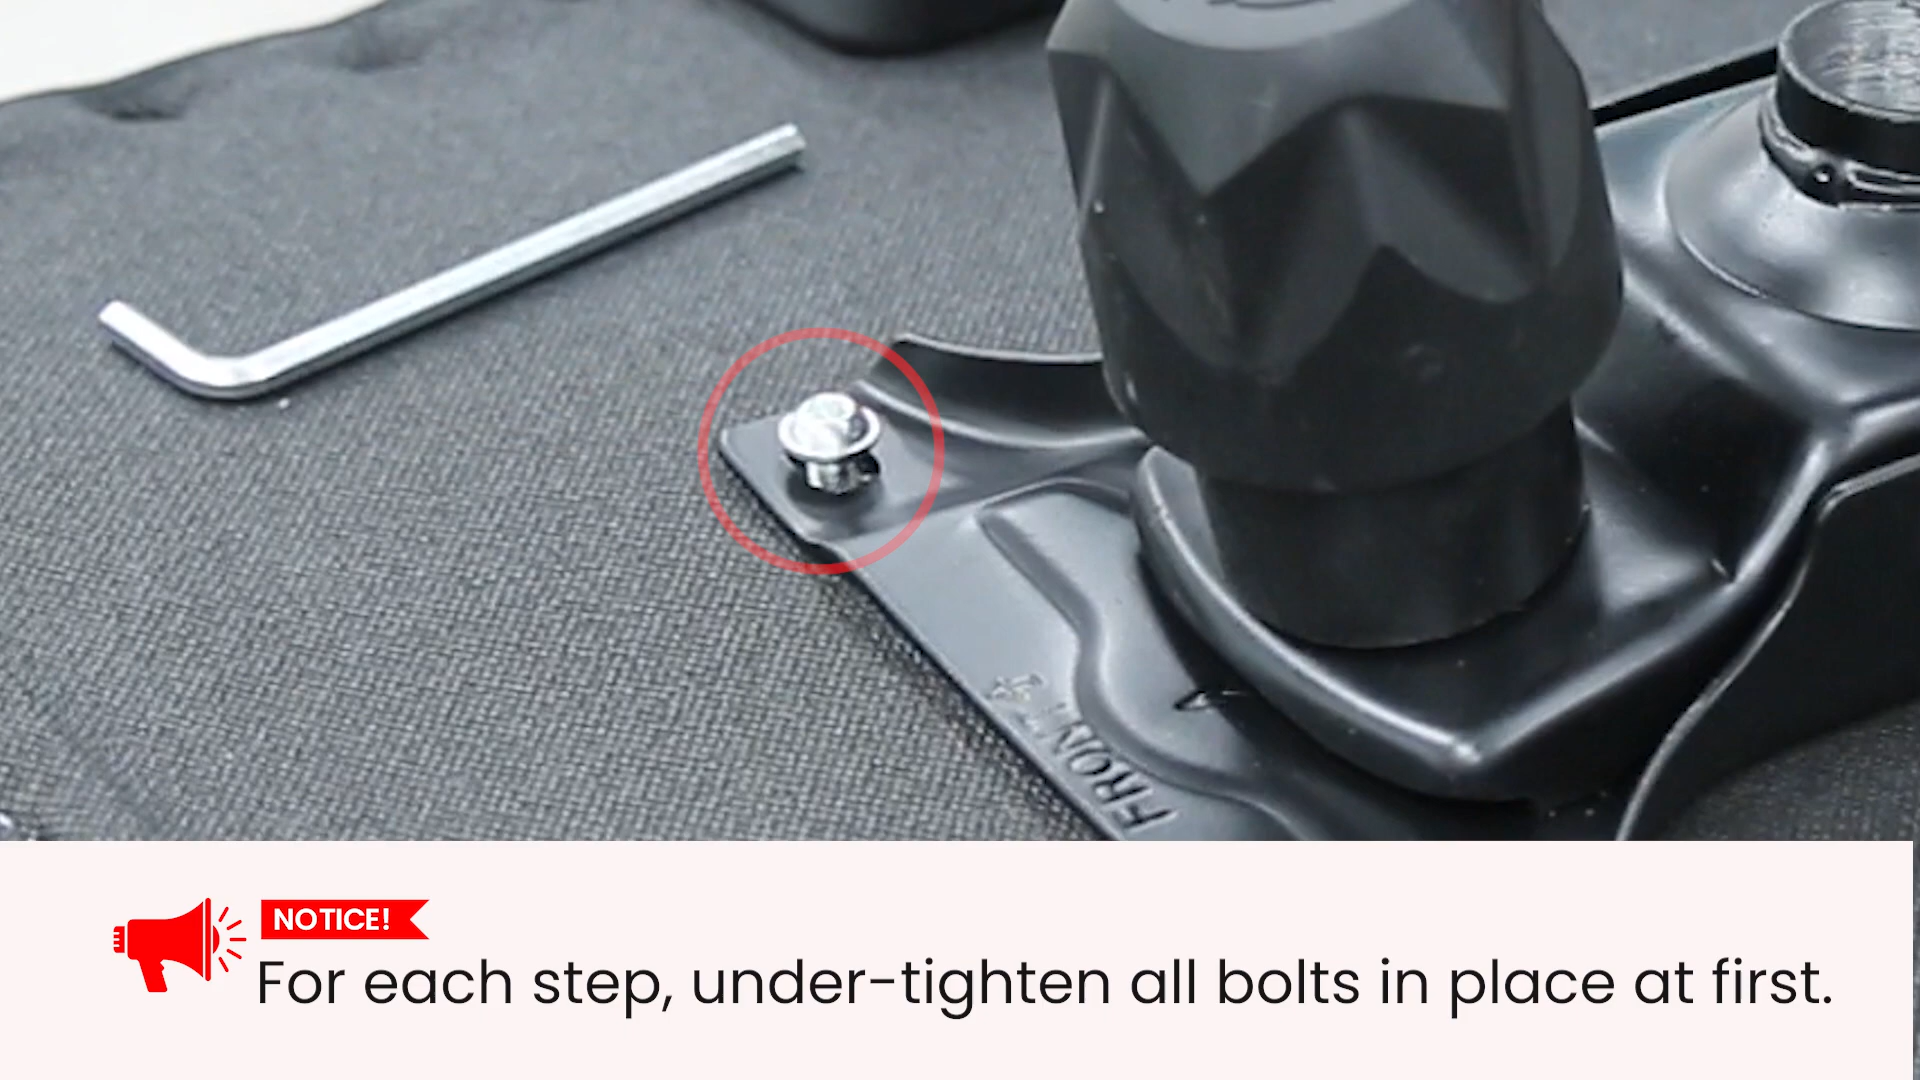 FRONT
NOTICE!
For each step, under-tighten all bolts in place at first.